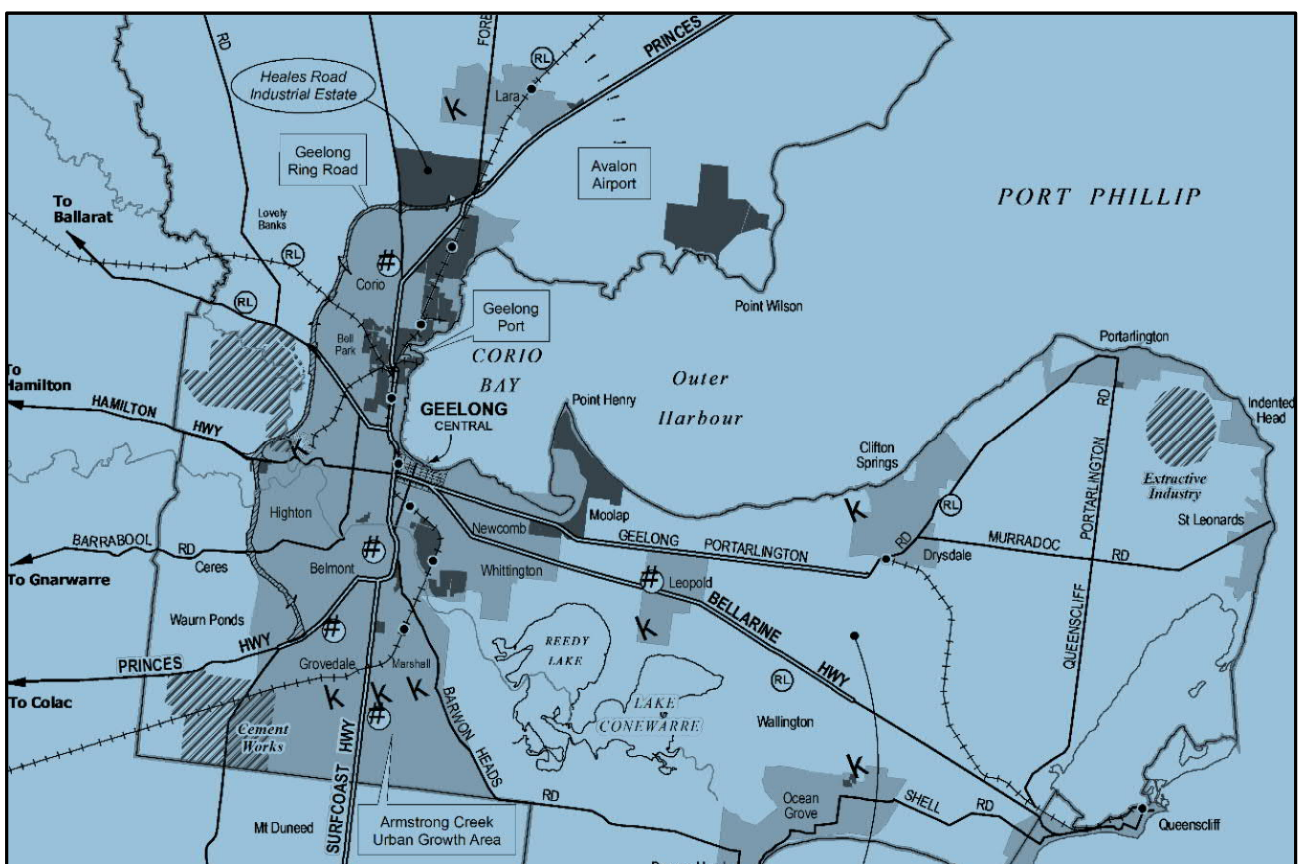 RD
FORE
PRINCES
RL
Heales Road
Industrial Estate
Lara
k
Geelong
Ring Road
Avalon
Airport
PORT PHILLIP
To
Ballarat
Lovely
Banks
RL
#
Corio
RL
Point Wilson
Geelong
Port
Bell
Park
CORIO
BAY
Portarlington
To
Hamilton
HAMILTON
HWY
Outer
Harbour
Point Henry
GEELONG
CENTRAL
RD
Indented
Head
k
Clifton
Springs
PORTARLINGTON
Extractive
Industry
Highton
k
RL
St Leonards
Moolap
Newcomb
GEELONG
PORTARLINGTON
RD
Drysdale
MURRADOC
RD
BARRABOOL
RD
Ceres
#
Belmont
Whittington
#
Leopold
To Gnarwarre
BELLARINE
HWY
QUEENSCLIFF
Waurn Ponds
#
k
REEDY
LAKE
PRINCES
HWY
Grovedale
Marshall
k
k
k
RL
To Colac
#
BARWON HEADS
RD
LAKE
CONEWARRE
Wallington
Cement
Works
SURFCOAST HWY
k
Ocean
Grove
SHELL
RD
Mt Duneed
Armstrong Creek
Urban Growth Area
Queenscliff